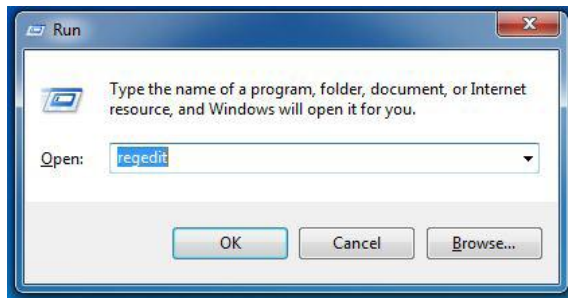 Run
Type the name of a program, folder, document, or Internet
resource, and Windows will open it for you.
Open: regedit
OK Cancel Browse...